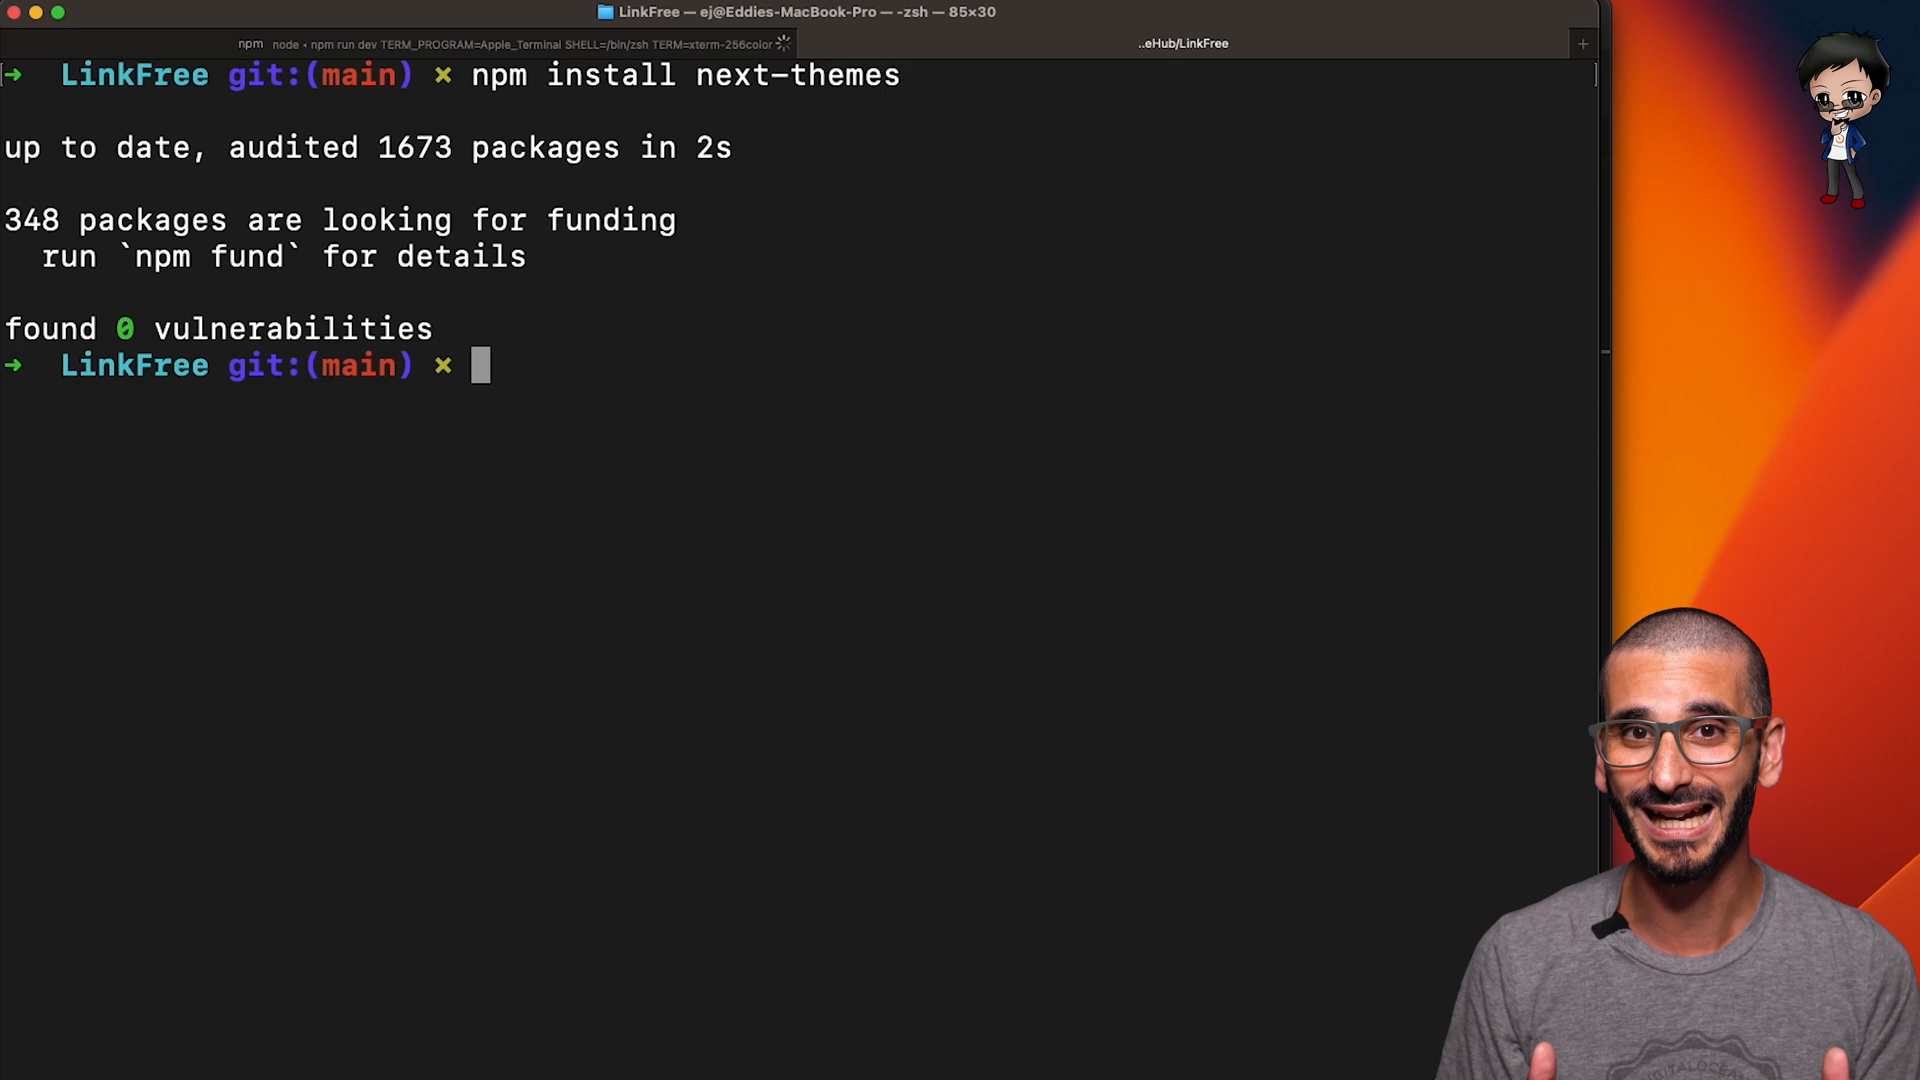 LinkFree — ej@Eddies-MacBook-Pro — -zsh — 85×30
npm node ◂ npm run dev TERM_PROGRAM=Apple_Terminal SHELL=/bin/zsh TERM=xterm-256color
..eHub/LinkFree
+
➜ LinkFree git:(main) ✗ npm install next-themes
up to date, audited 1673 packages in 2s
348 packages are looking for funding
run `npm fund` for details
found 0 vulnerabilities
➜ LinkFree git:(main) ✗